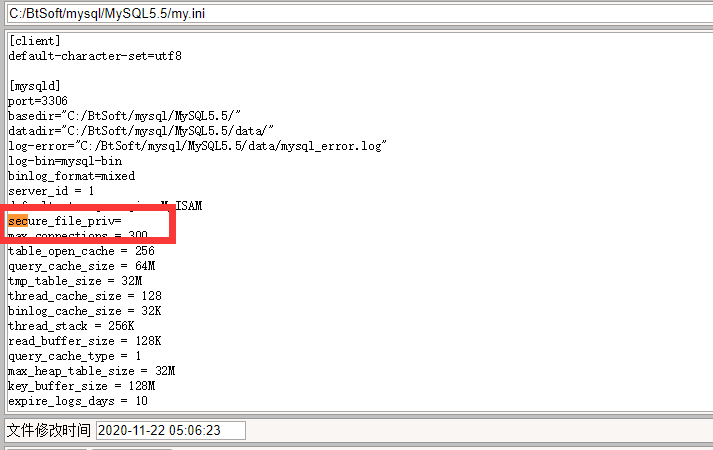 C:/BtSoft/mysql/MySQL5.5/my.ini
[client]
default-character-set=utf8
[mysqld]
port=3306
basedir="C:/BtSoft/mysql/MySQL5.5/"
datadir="C:/BtSoft/mysql/MySQL5.5/data/"
log-error="C:/BtSoft/mysql/MySQL5.5/data/mysql_error.log"
log-bin=mysql-bin
binlog_format=mixed
server_id = 1
ISAM
secure_file_priv=
max_connections = 300
table_open_cache = 256
query_cache_size = 64M
tmp_table_size = 32M
thread_cache_size = 128
binlog_cache_size = 32K
thread_stack = 256K
read_buffer_size = 128K
query_cache_type = 1
max_heap_table_size = 32M
key_buffer_size = 128M
expire_logs_days = 10
文件修改时间 2020-11-22 05:06:23